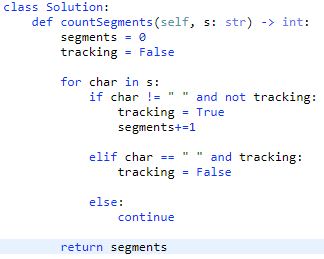 class Solution:
    def countSegments(self, s: str) -> int:
        segments = 0
        tracking = False

        for char in s:
            if char != " " and not tracking:
                tracking = True
                segments+=1

            elif char == " " and tracking:
                tracking = False

            else:
                continue

        return segments